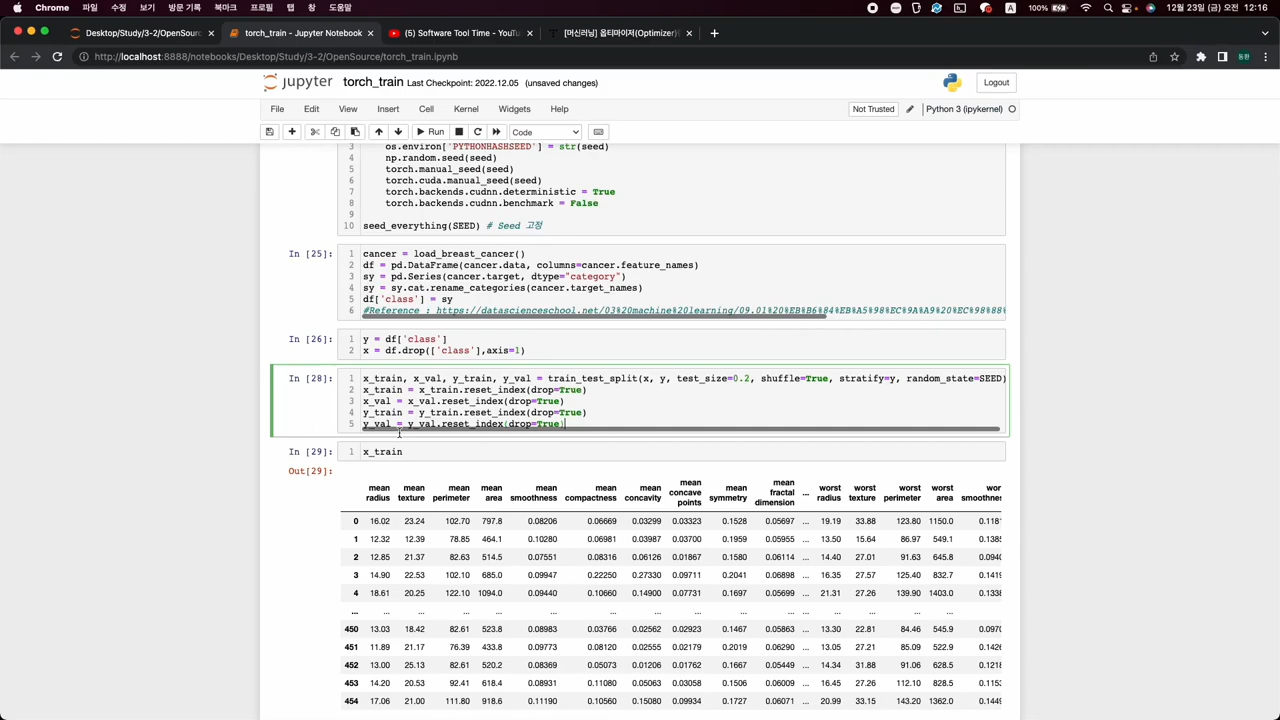 Chrome 파일 수정 보기 방문 기록 북마크 프로필 탭 창 도움말 100% 12월 23일 (금) 오전 12:16
Desktop/Study/3-2/OpenSourc torch_train - Jupyter Notebook (5) Software Tool Time - YouTu [머신러닝] 옵티마이저(Optimizer)
http://localhost:8888/notebooks/Desktop/Study/3-2/OpenSource/torch_train.ipynb
jupyter torch_train Last Checkpoint: 2022.12.05 (unsaved changes) Logout
File Edit View Insert Cell Kernel Widgets Help Not Trusted Python 3 (ipykernel)
Run Code
3 os.environ['PYTHONHASHSEED'] = str(seed)
4 np.random.seed(seed)
5 torch.manual_seed(seed)
6 torch.cuda.manual_seed(seed)
7 torch.backends.cudnn.deterministic = True
8 torch.backends.cudnn.benchmark = False
9
10 seed_everything(SEED) # Seed 고정
In [25]: 1 cancer = load_breast_cancer()
2 df = pd.DataFrame(cancer.data, columns=cancer.feature_names)
3 sy = pd.Series(cancer.target, dtype="category")
4 sy = sy.cat.rename_categories(cancer.target_names)
5 df['class'] = sy
6 #Reference : https://datascienceschool.net/03%20machine%20learning/09.01%20%EB%B6%84%EB%A5%98%EC%9A%A9%20%EC%98%88%
In [26]: 1 y = df['class']
2 x = df.drop(['class'],axis=1)
In [28]: 1 x_train, x_val, y_train, y_val = train_test_split(x, y, test_size=0.2, shuffle=True, stratify=y, random_state=SEED)
2 x_train = x_train.reset_index(drop=True)
3 x_val = x_val.reset_index(drop=True)
4 y_train = y_train.reset_index(drop=True)
5 y_val = y_val.reset_index(drop=True)
In [29]: 1 x_train
Out[29]:
mean radius mean texture mean perimeter mean area mean smoothness mean compactness mean concavity mean concave points mean symmetry mean fractal dimension ... worst radius worst texture worst perimeter worst area wor smoothnes
0 16.02 23.24 102.70 797.8 0.08206 0.06669 0.03299 0.03323 0.1528 0.05697 ... 19.19 33.88 123.80 1150.0 0.118
1 12.32 12.39 78.85 464.1 0.10280 0.06981 0.03987 0.03700 0.1959 0.05955 ... 13.50 15.64 86.97 549.1 0.138
2 12.85 21.37 82.63 514.5 0.07551 0.08316 0.06126 0.01867 0.1580 0.06114 ... 14.40 27.01 91.63 645.8 0.094
3 14.90 22.53 102.10 685.0 0.09947 0.22250 0.27330 0.09711 0.2041 0.06898 ... 16.35 27.57 125.40 832.7 0.141
4 18.61 20.25 122.10 1094.0 0.09440 0.10660 0.14900 0.07731 0.1697 0.05699 ... 21.31 27.26 139.90 1403.0 0.133
... ... ... ... ... ... ... ... ... ... ... ... ... ... ... ...
450 13.03 18.42 82.61 523.8 0.08983 0.03766 0.02562 0.02923 0.1467 0.05863 ... 13.30 22.81 84.46 545.9 0.097
451 11.89 21.17 76.39 433.8 0.09773 0.08120 0.02555 0.02179 0.2019 0.06290 ... 13.05 27.21 85.09 522.9 0.142
452 13.00 25.13 82.61 520.2 0.08369 0.05073 0.01206 0.01762 0.1667 0.05449 ... 14.34 31.88 91.06 628.5 0.121
453 14.20 20.53 92.41 618.4 0.08931 0.11080 0.05063 0.03058 0.1506 0.06009 ... 16.45 27.26 112.10 828.5 0.115
454 17.06 21.00 111.80 918.6 0.11190 0.10560 0.15080 0.09934 0.1727 0.06071 ... 20.99 33.15 143.20 1362.0 0.144